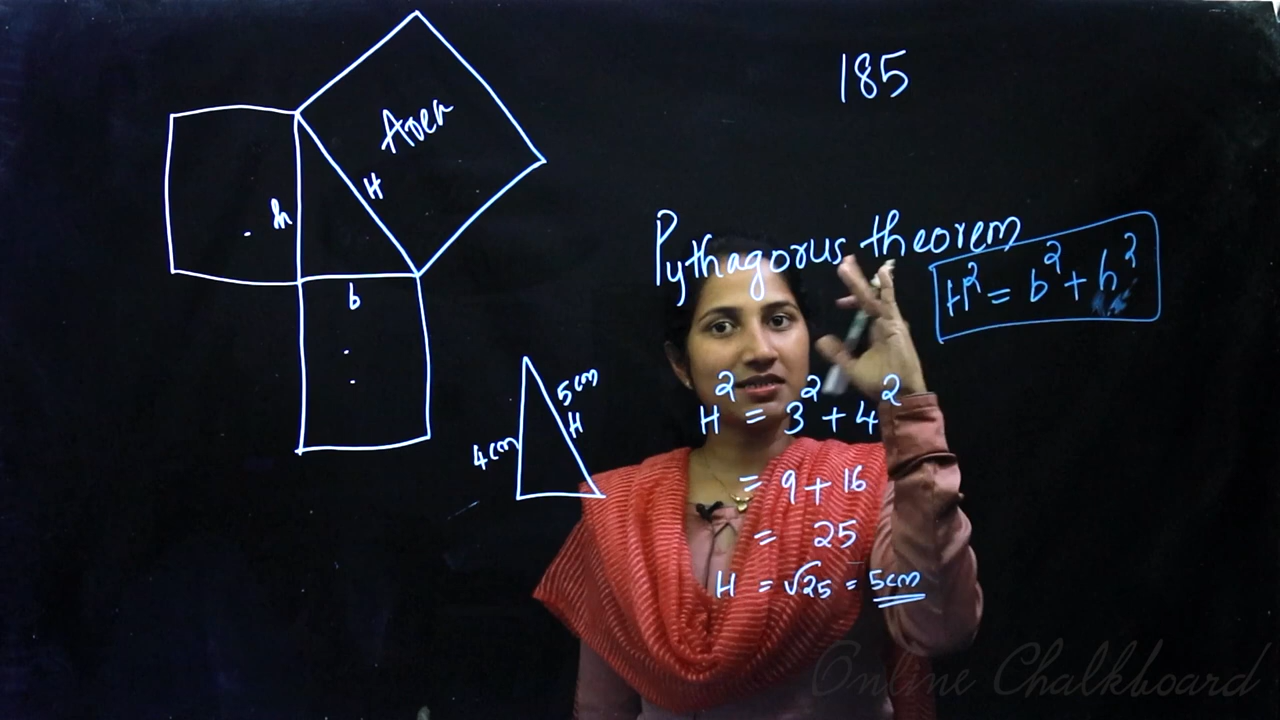 185
Area
H
h
b
Pythagorus theorem
H² = b² + h²
5cm
H
4cm
H² = 3² + 4²
= 9 + 16
= 25
H = √25 = 5cm
Online Chalkboard